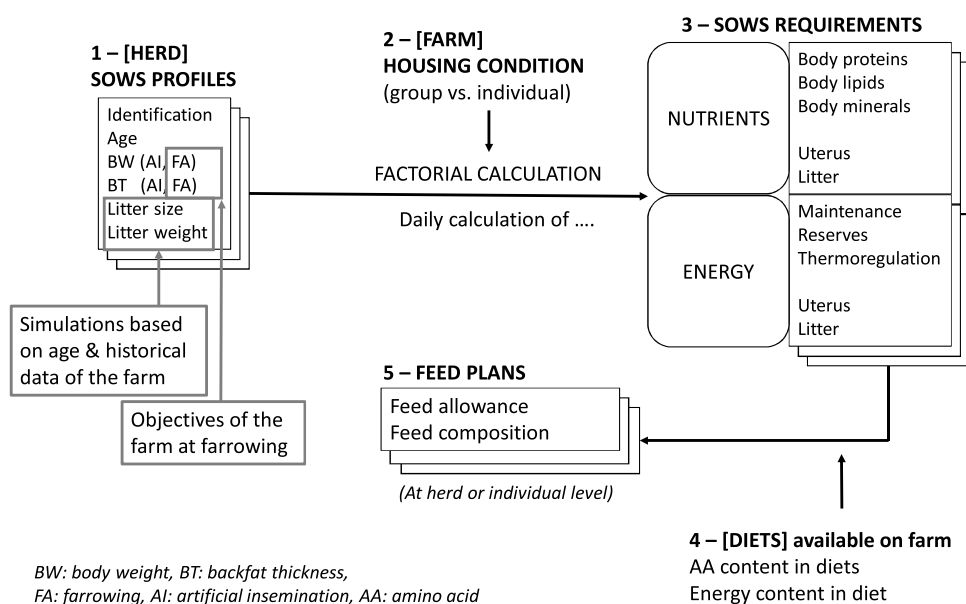 1 – [HERD]
SOWS PROFILES
Identification
Age
BW (AI, FA)
BT (AI, FA)
Litter size
Litter weight
Simulations based
on age & historical
data of the farm
Objectives of the
farm at farrowing
2 – [FARM]
HOUSING CONDITION
(group vs. individual)
FACTORIAL CALCULATION
Daily calculation of ....
3 – SOWS REQUIREMENTS
NUTRIENTS
Body proteins
Body lipids
Body minerals
Uterus
Litter
ENERGY
Maintenance
Reserves
Thermoregulation
Uterus
Litter
4 – [DIETS] available on farm
AA content in diets
Energy content in diet
5 – FEED PLANS
Feed allowance
Feed composition
(At herd or individual level)
BW: body weight, BT: backfat thickness,
FA: farrowing, AI: artificial insemination, AA: amino acid